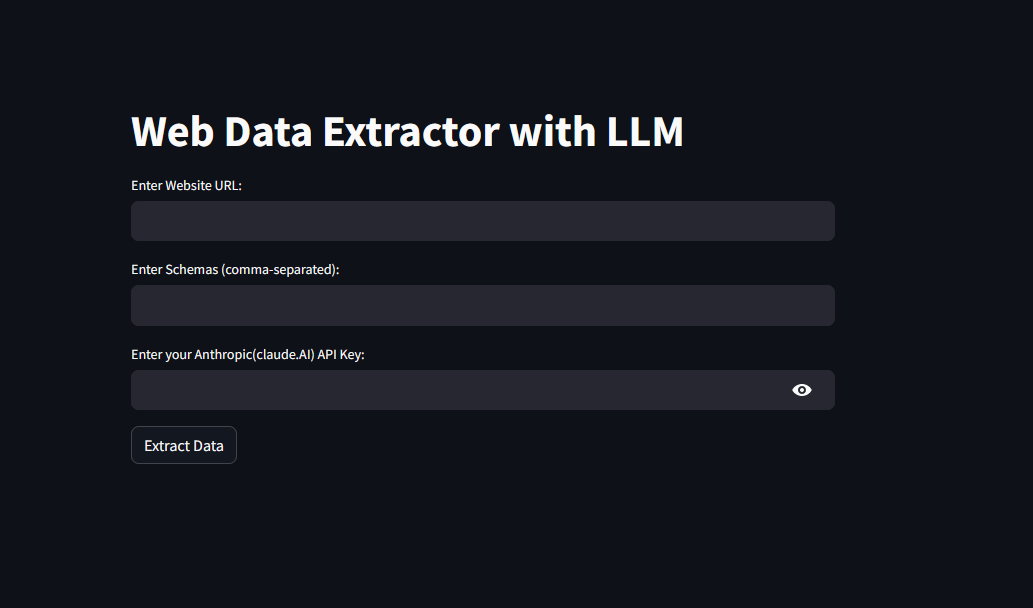 Web Data Extractor with LLM
Enter Website URL:
Enter Schemas (comma-separated):
Enter your Anthropic(claude.AI) API Key:
Extract Data